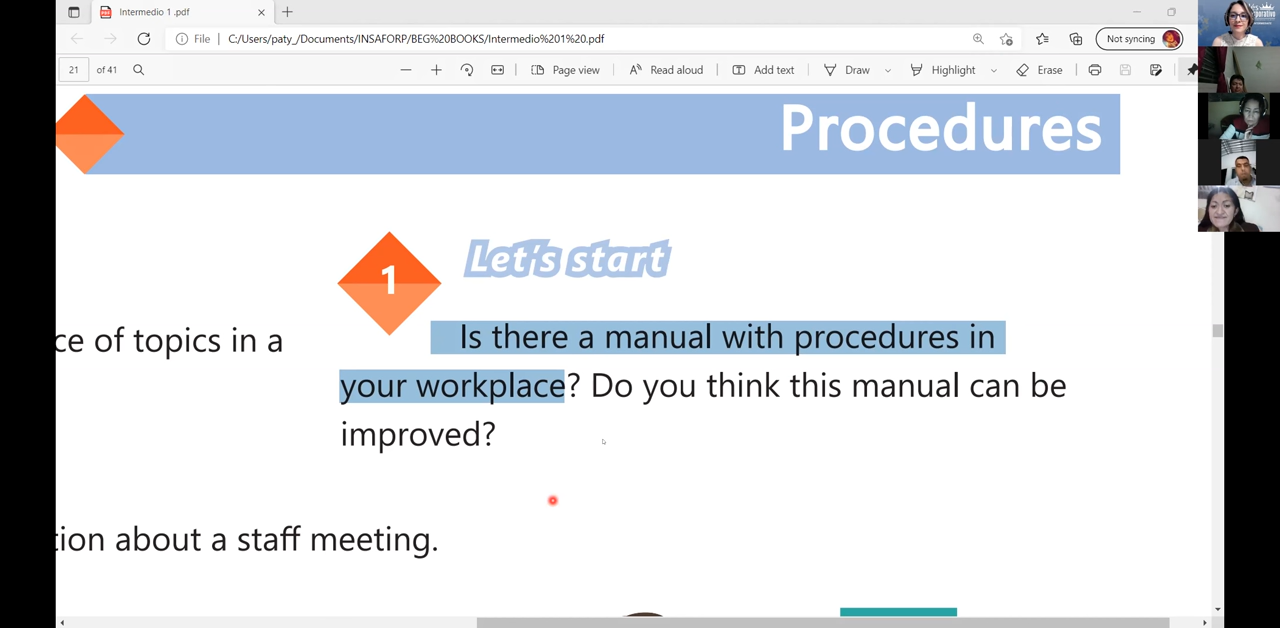 Intermedio 1 .pdf
File
C:/Users/paty_/Documents/INSAFORP/BEG%20BOOKS/Intermedio%201%20.pdf
Not syncing
21 of 41
Page view
Read aloud
Add text
Draw
Highlight
Erase
Procedures
1
Let's start
ce of topics in a
Is there a manual with procedures in
your workplace? Do you think this manual can be
improved?
tion about a staff meeting.